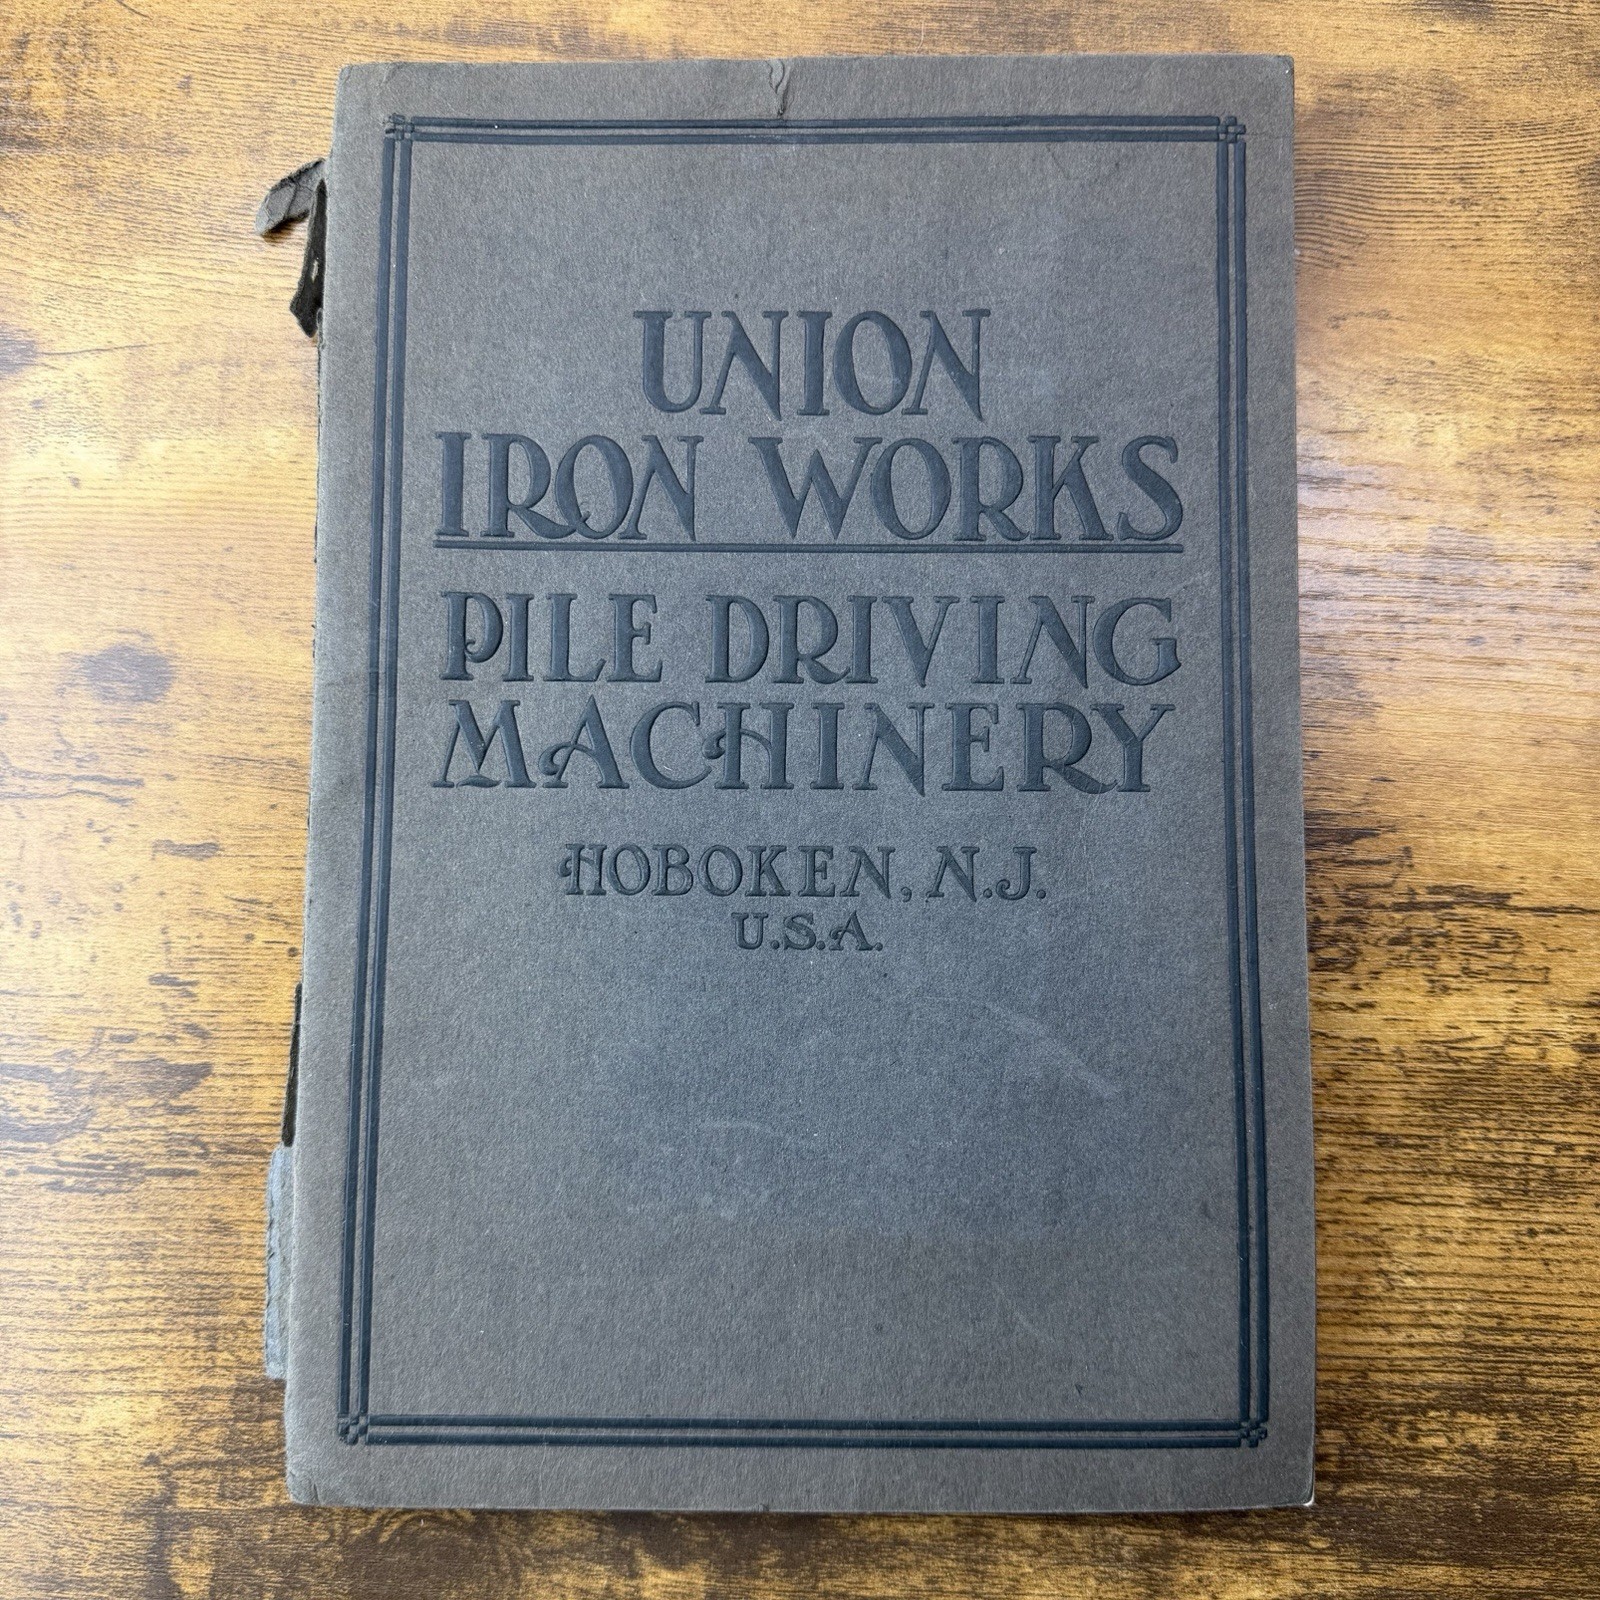 UNION
IRON WORKS
PILE DRIVING
MACHINERY
HOBOKEN, N.J.
U.S.A.